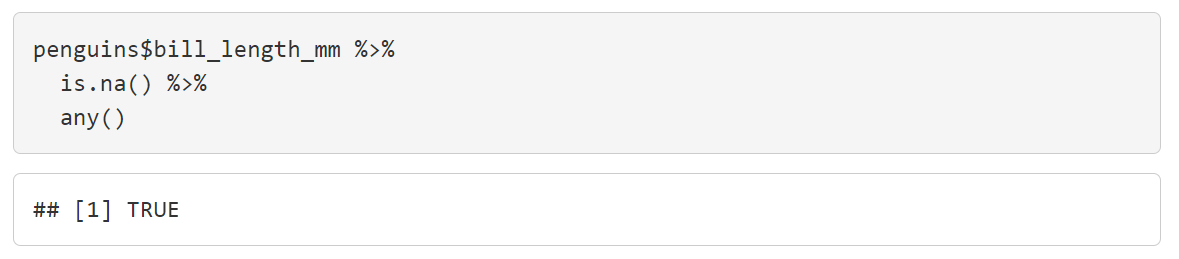 penguins$bill_length_mm %>%
  is.na() %>%
  any()
## [1] TRUE